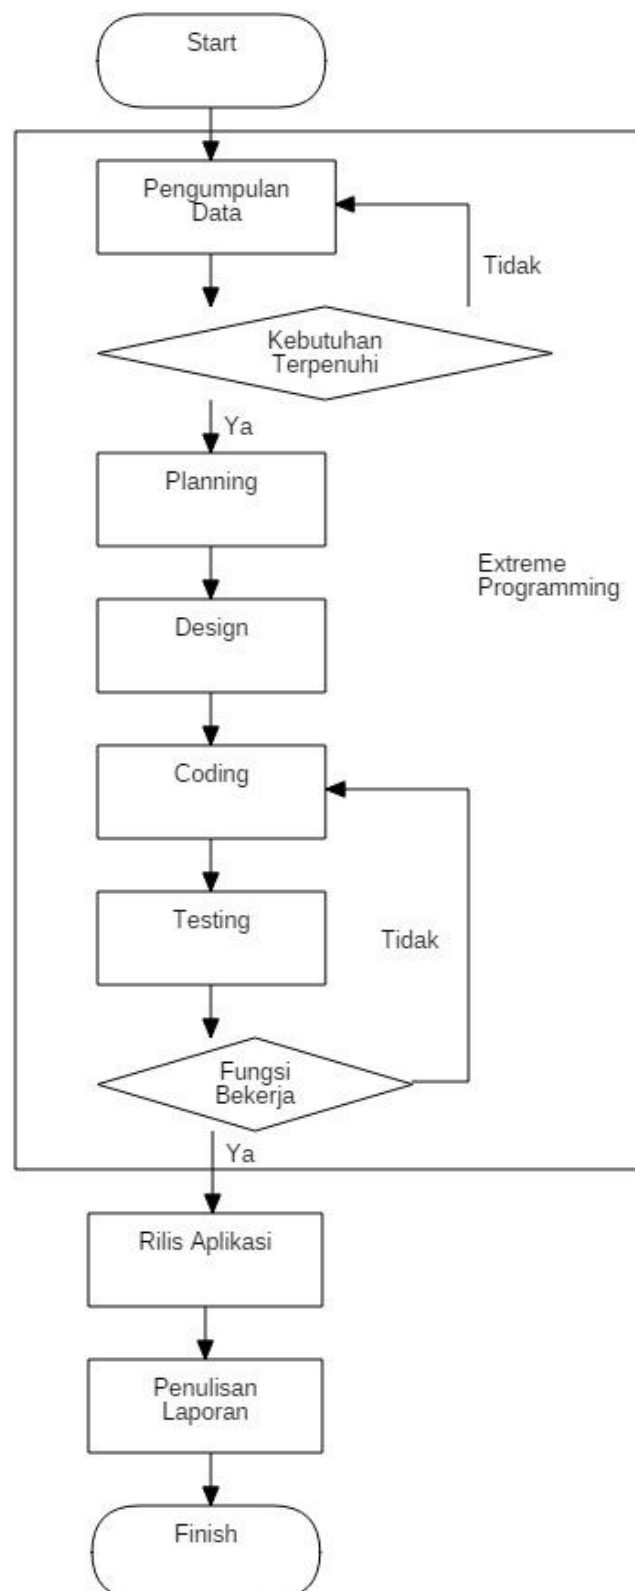 Start
Pengumpulan
Data
Tidak
Kebutuhan
Terpenuhi
Ya
Planning
Extreme
Programming
Design
Coding
Testing
Tidak
Fungsi
Bekerja
Ya
Rilis Aplikasi
Penulisan
Laporan
Finish